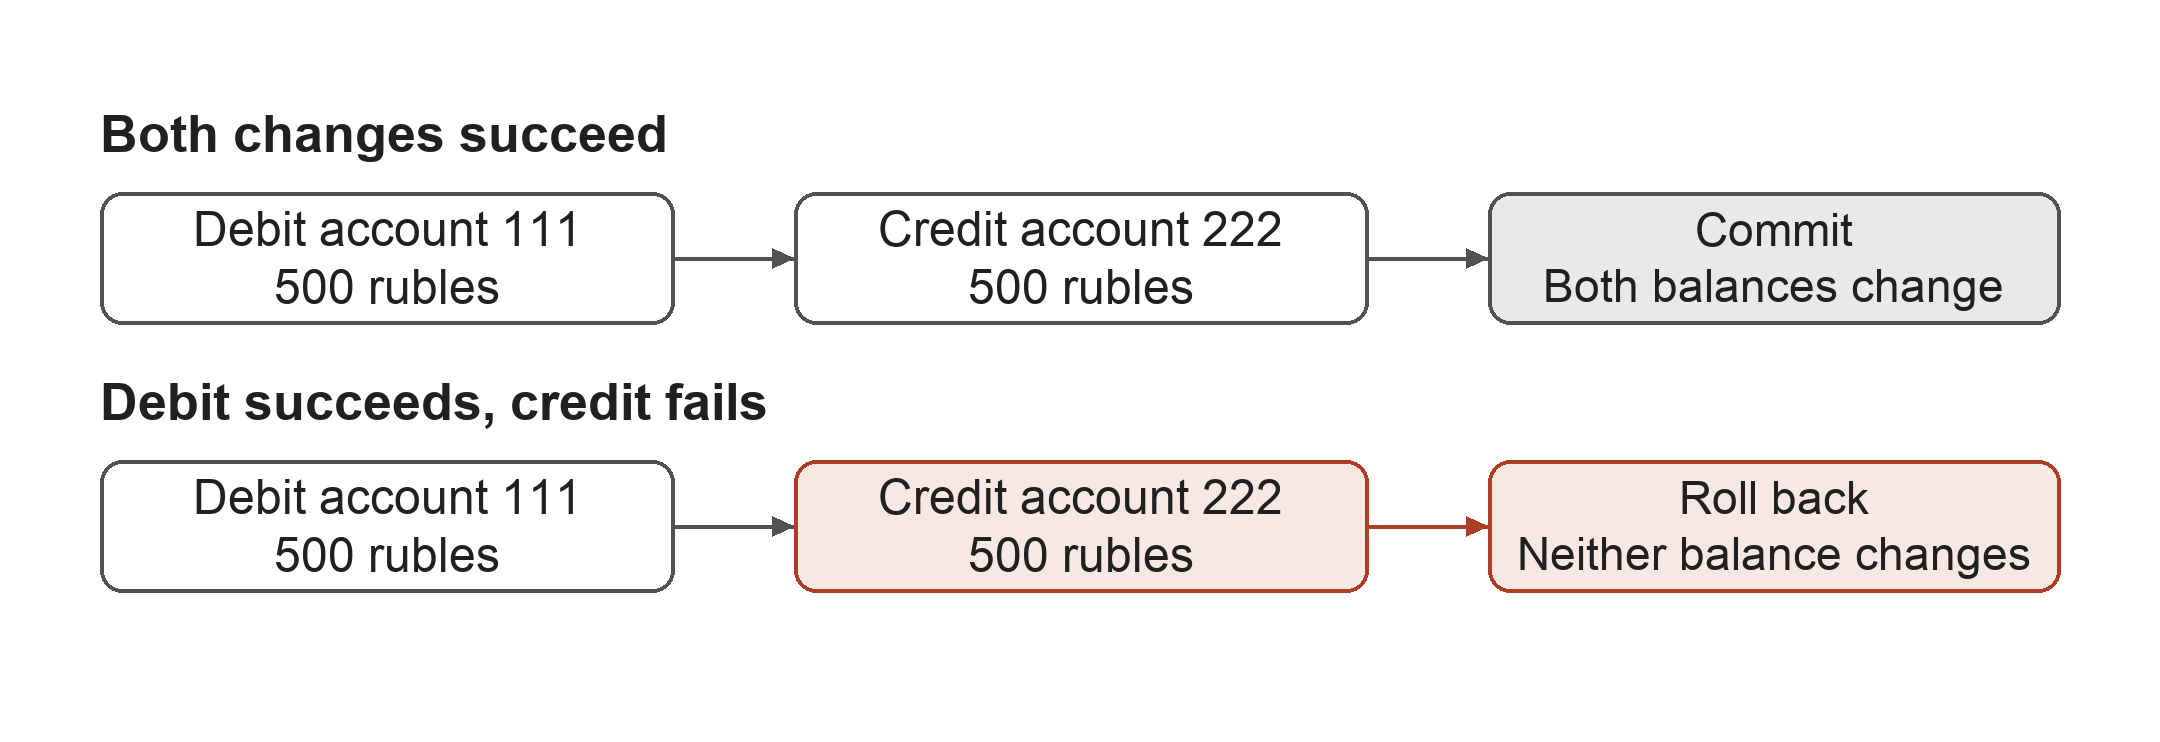 Both changes succeed
Debit account 111
500 rubles
Credit account 222
500 rubles
Commit
Both balances change
Debit succeeds, credit fails
Debit account 111
500 rubles
Credit account 222
500 rubles
Roll back
Neither balance changes